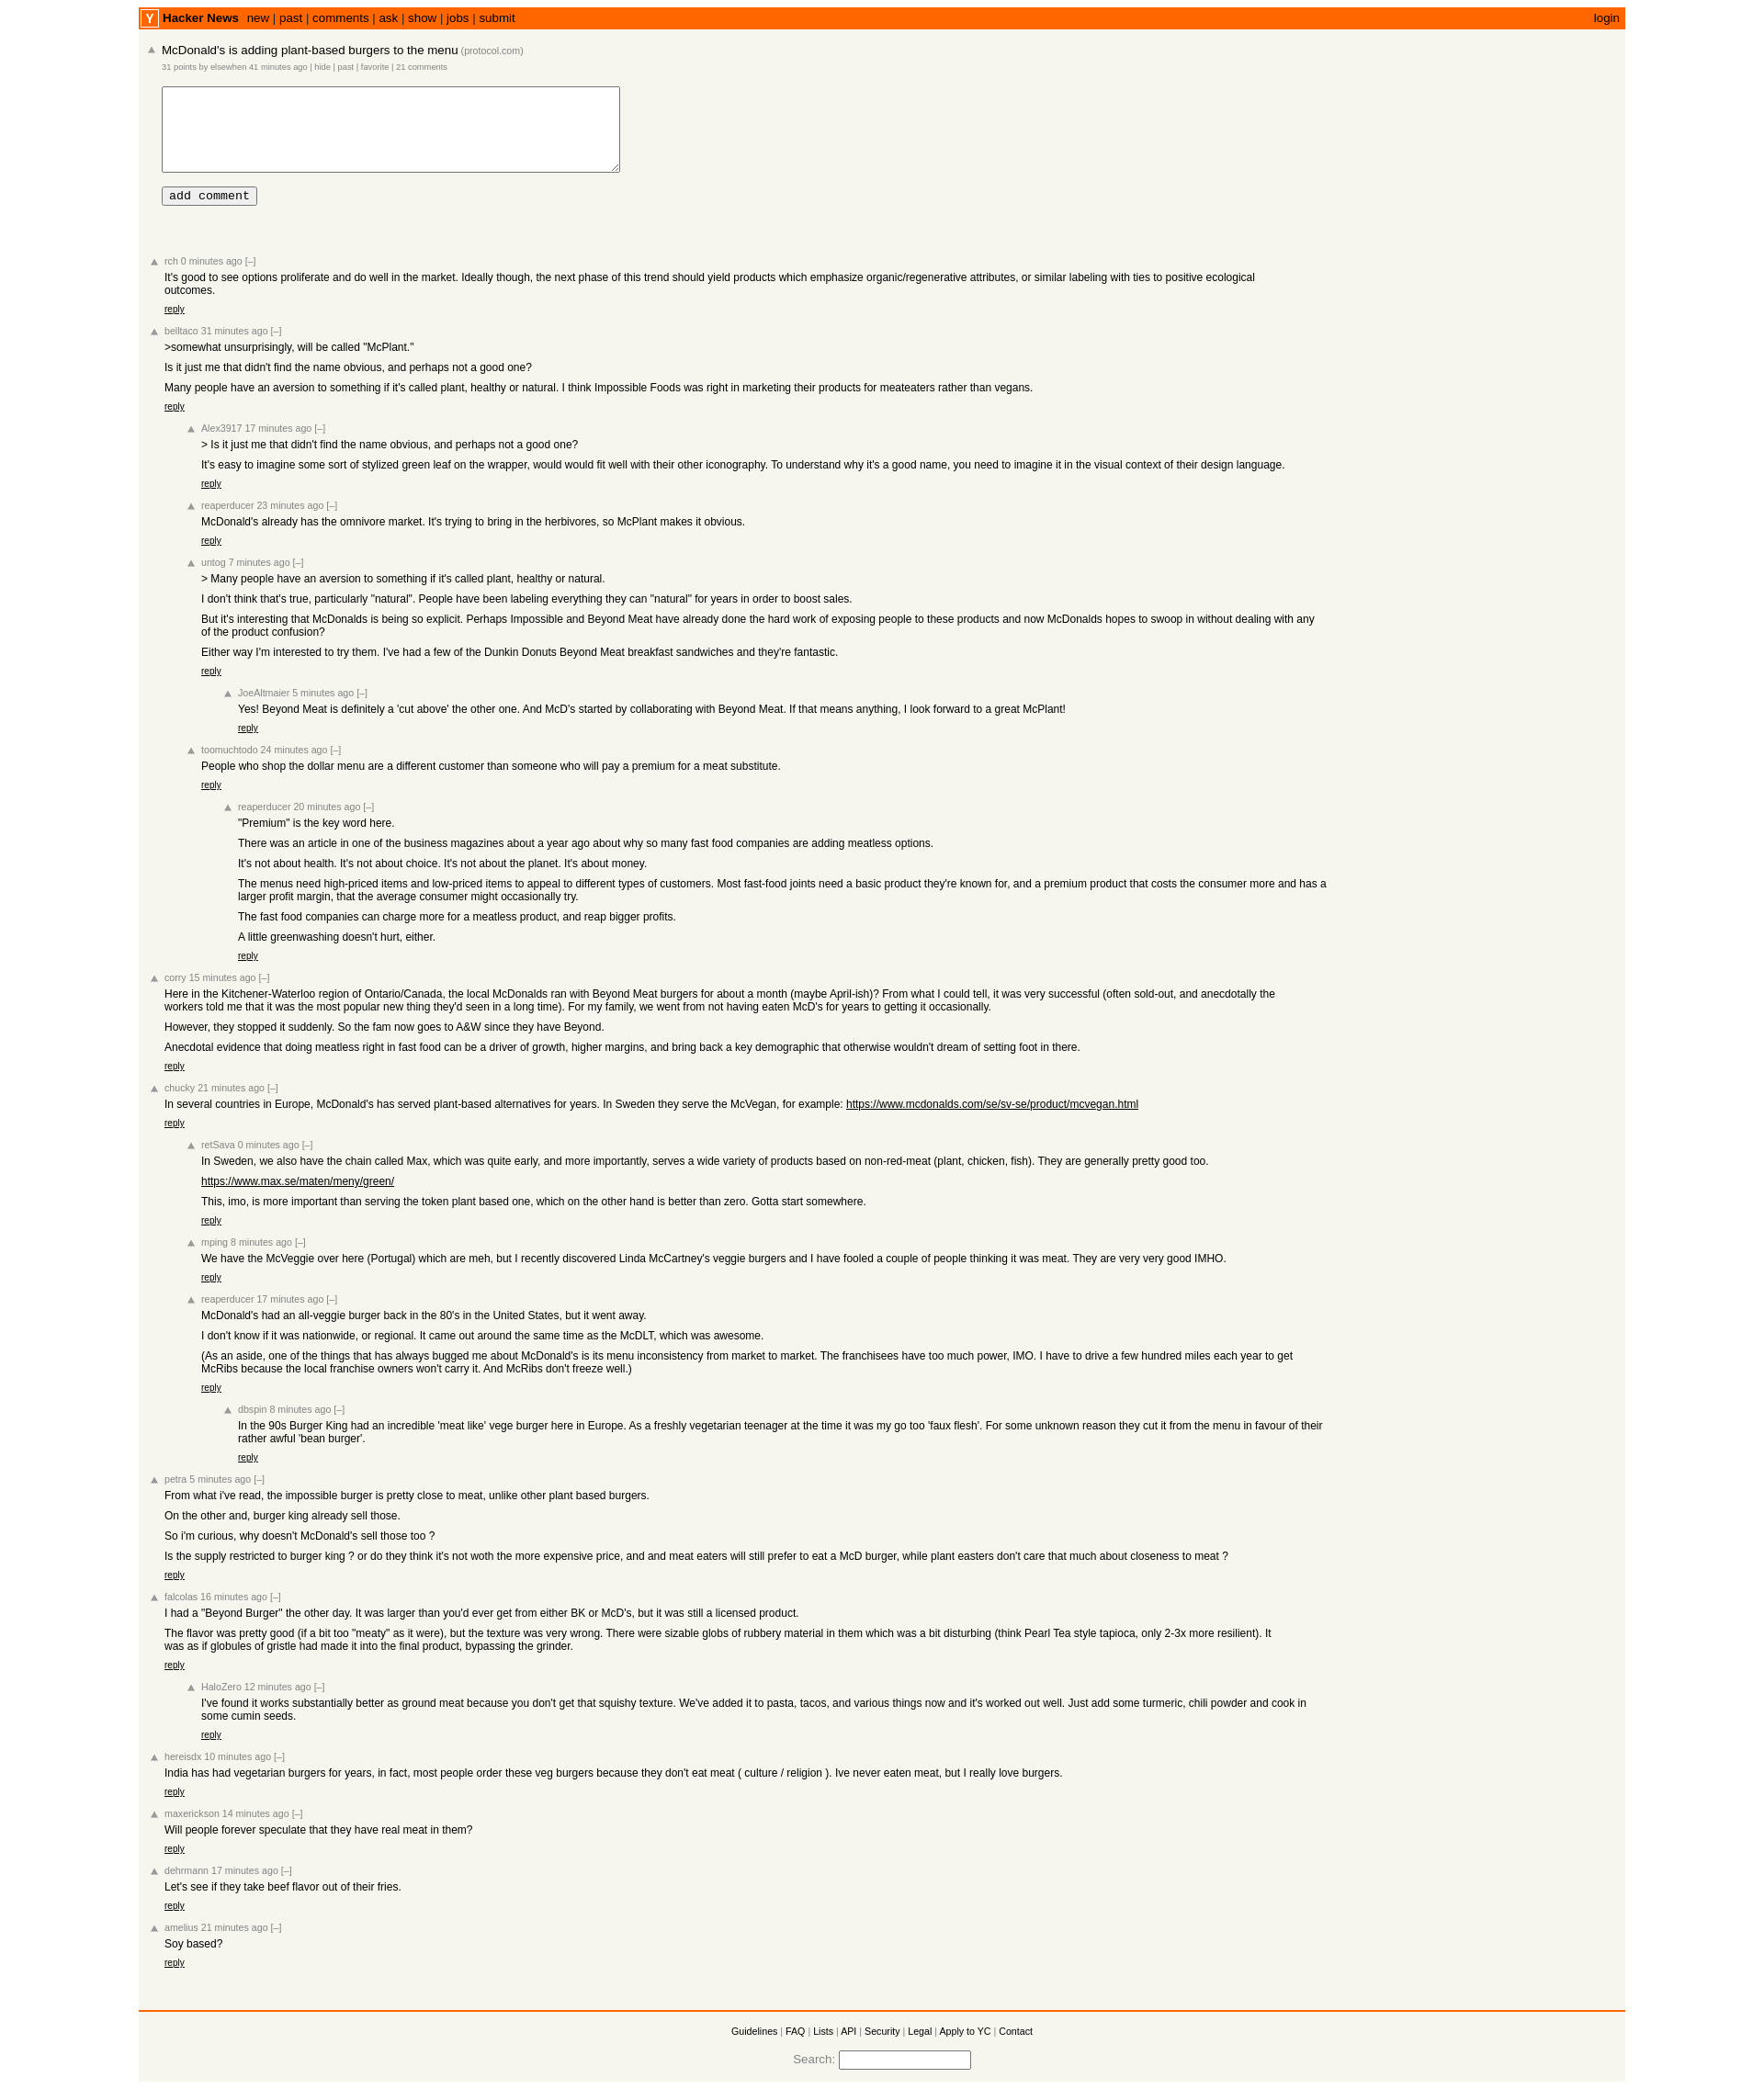 Y Hacker News new | past | comments | ask | show | jobs | submit login
McDonald's is adding plant-based burgers to the menu (protocol.com)
31 points by elsewhen 41 minutes ago | hide | past | favorite | 21 comments
add comment
rch 0 minutes ago [–]
It's good to see options proliferate and do well in the market. Ideally though, the next phase of this trend should yield products which emphasize organic/regenerative attributes, or similar labeling with ties to positive ecological
outcomes.
reply
belltaco 31 minutes ago [–]
>somewhat unsurprisingly, will be called "McPlant."
Is it just me that didn't find the name obvious, and perhaps not a good one?
Many people have an aversion to something if it's called plant, healthy or natural. I think Impossible Foods was right in marketing their products for meateaters rather than vegans.
reply
Alex3917 17 minutes ago [–]
> Is it just me that didn't find the name obvious, and perhaps not a good one?
It's easy to imagine some sort of stylized green leaf on the wrapper, would would fit well with their other iconography. To understand why it's a good name, you need to imagine it in the visual context of their design language.
reply
reaperducer 23 minutes ago [–]
McDonald's already has the omnivore market. It's trying to bring in the herbivores, so McPlant makes it obvious.
reply
untog 7 minutes ago [–]
> Many people have an aversion to something if it's called plant, healthy or natural.
I don't think that's true, particularly "natural". People have been labeling everything they can "natural" for years in order to boost sales.
But it's interesting that McDonalds is being so explicit. Perhaps Impossible and Beyond Meat have already done the hard work of exposing people to these products and now McDonalds hopes to swoop in without dealing with any
of the product confusion?
Either way I'm interested to try them. I've had a few of the Dunkin Donuts Beyond Meat breakfast sandwiches and they're fantastic.
reply
JoeAltmaier 5 minutes ago [–]
Yes! Beyond Meat is definitely a 'cut above' the other one. And McD's started by collaborating with Beyond Meat. If that means anything, I look forward to a great McPlant!
reply
toomuchtodo 24 minutes ago [–]
People who shop the dollar menu are a different customer than someone who will pay a premium for a meat substitute.
reply
reaperducer 20 minutes ago [–]
"Premium" is the key word here.
There was an article in one of the business magazines about a year ago about why so many fast food companies are adding meatless options.
It's not about health. It's not about choice. It's not about the planet. It's about money.
The menus need high-priced items and low-priced items to appeal to different types of customers. Most fast-food joints need a basic product they're known for, and a premium product that costs the consumer more and has a
larger profit margin, that the average consumer might occasionally try.
The fast food companies can charge more for a meatless product, and reap bigger profits.
A little greenwashing doesn't hurt, either.
reply
corry 15 minutes ago [–]
Here in the Kitchener-Waterloo region of Ontario/Canada, the local McDonalds ran with Beyond Meat burgers for about a month (maybe April-ish)? From what I could tell, it was very successful (often sold-out, and anecdotally the
workers told me that it was the most popular new thing they'd seen in a long time). For my family, we went from not having eaten McD's for years to getting it occasionally.
However, they stopped it suddenly. So the fam now goes to A&W since they have Beyond.
Anecdotal evidence that doing meatless right in fast food can be a driver of growth, higher margins, and bring back a key demographic that otherwise wouldn't dream of setting foot in there.
reply
chucky 21 minutes ago [–]
In several countries in Europe, McDonald's has served plant-based alternatives for years. In Sweden they serve the McVegan, for example: https://www.mcdonalds.com/se/sv-se/product/mcvegan.html
reply
retSava 0 minutes ago [–]
In Sweden, we also have the chain called Max, which was quite early, and more importantly, serves a wide variety of products based on non-red-meat (plant, chicken, fish). They are generally pretty good too.
https://www.max.se/maten/meny/green/
This, imo, is more important than serving the token plant based one, which on the other hand is better than zero. Gotta start somewhere.
reply
mping 8 minutes ago [–]
We have the McVeggie over here (Portugal) which are meh, but I recently discovered Linda McCartney's veggie burgers and I have fooled a couple of people thinking it was meat. They are very very good IMHO.
reply
reaperducer 17 minutes ago [–]
McDonald's had an all-veggie burger back in the 80's in the United States, but it went away.
I don't know if it was nationwide, or regional. It came out around the same time as the McDLT, which was awesome.
(As an aside, one of the things that has always bugged me about McDonald's is its menu inconsistency from market to market. The franchisees have too much power, IMO. I have to drive a few hundred miles each year to get
McRibs because the local franchise owners won't carry it. And McRibs don't freeze well.)
reply
dbspin 8 minutes ago [–]
In the 90s Burger King had an incredible 'meat like' vege burger here in Europe. As a freshly vegetarian teenager at the time it was my go too 'faux flesh'. For some unknown reason they cut it from the menu in favour of their
rather awful 'bean burger'.
reply
petra 5 minutes ago [–]
From what i've read, the impossible burger is pretty close to meat, unlike other plant based burgers.
On the other and, burger king already sell those.
So i'm curious, why doesn't McDonald's sell those too ?
Is the supply restricted to burger king ? or do they think it's not woth the more expensive price, and and meat eaters will still prefer to eat a McD burger, while plant easters don't care that much about closeness to meat ?
reply
falcolas 16 minutes ago [–]
I had a "Beyond Burger" the other day. It was larger than you'd ever get from either BK or McD's, but it was still a licensed product.
The flavor was pretty good (if a bit too "meaty" as it were), but the texture was very wrong. There were sizable globs of rubbery material in them which was a bit disturbing (think Pearl Tea style tapioca, only 2-3x more resilient). It
was as if globules of gristle had made it into the final product, bypassing the grinder.
reply
HaloZero 12 minutes ago [–]
I've found it works substantially better as ground meat because you don't get that squishy texture. We've added it to pasta, tacos, and various things now and it's worked out well. Just add some turmeric, chili powder and cook in
some cumin seeds.
reply
hereisdx 10 minutes ago [–]
India has had vegetarian burgers for years, in fact, most people order these veg burgers because they don't eat meat ( culture / religion ). Ive never eaten meat, but I really love burgers.
reply
maxerickson 14 minutes ago [–]
Will people forever speculate that they have real meat in them?
reply
dehrmann 17 minutes ago [–]
Let's see if they take beef flavor out of their fries.
reply
amelius 21 minutes ago [–]
Soy based?
reply
Guidelines | FAQ | Lists | API | Security | Legal | Apply to YC | Contact
Search: